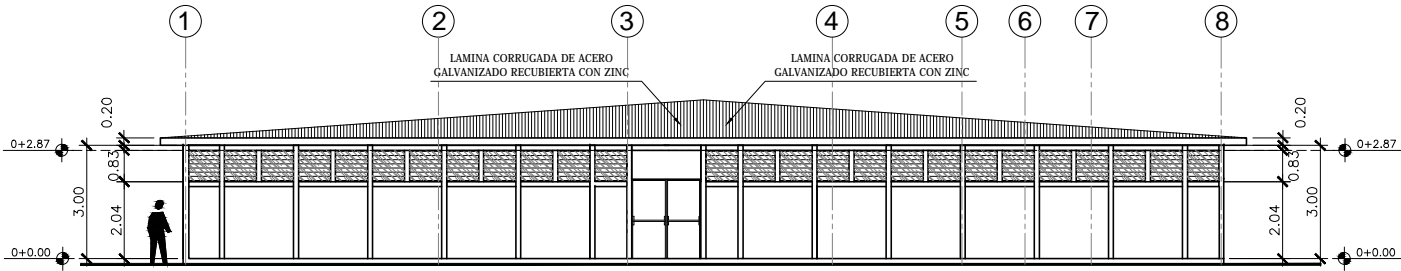 1 2 3 4 5 6 7 8
LAMINA CORRUGADA DE ACERO
GALVANIZADO RECUBIERTA CON ZINC
LAMINA CORRUGADA DE ACERO
GALVANIZADO RECUBIERTA CON ZINC
0.20
0.20
0+2.87
0+2.87
0.83
0.83
3.00
2.04
2.04
3.00
0+0.00
0+0.00